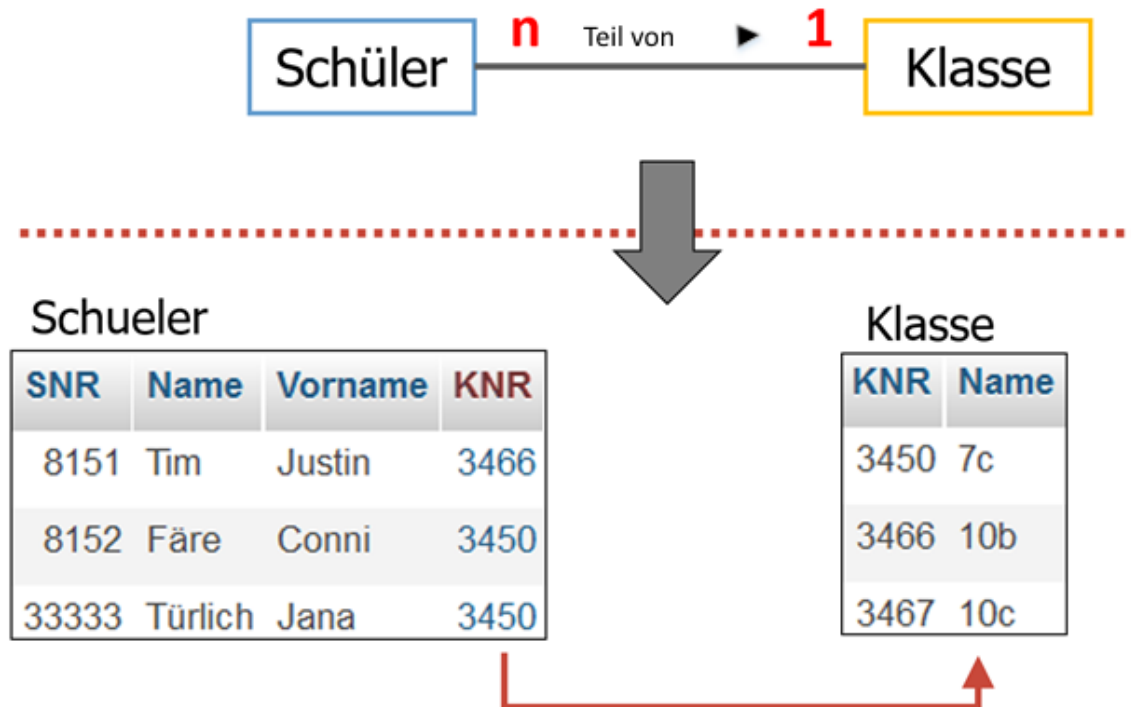 Schüler n Teil von ► 1 Klasse
Schueler
SNR Name Vorname KNR
8151 Tim Justin 3466
8152 Färe Conni 3450
33333 Türlich Jana 3450
Klasse
KNR Name
3450 7c
3466 10b
3467 10c